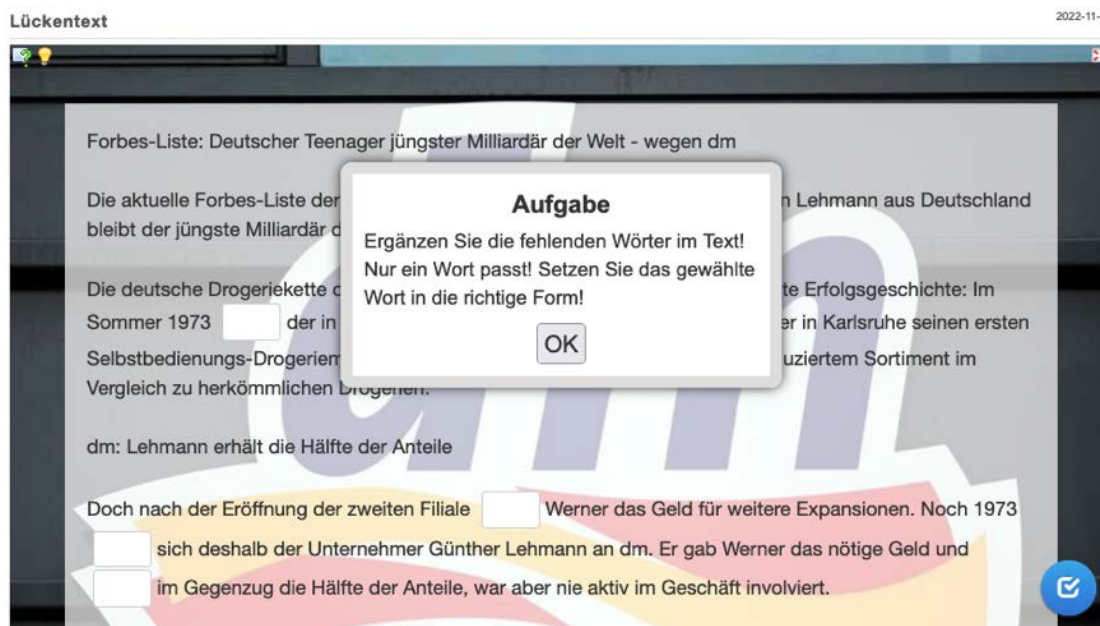 Lückentext
2022-11-
Forbes-Liste: Deutscher Teenager jüngster Milliardär der Welt - wegen dm
Die aktuelle Forbes-Liste der
Lehmann aus Deutschland
bleibt der jüngste Milliardär
Aufgabe
Ergänzen Sie die fehlenden Wörter im Text!
Nur ein Wort passt! Setzen Sie das gewählte
Wort in die richtige Form!
OK
Die deutsche Drogeriekette
te Erfolgsgeschichte: Im
Sommer 1973 der in
er in Karlsruhe seinen ersten
Selbstbedienungs-Drogeriem
uziertem Sortiment im
Vergleich zu herkömmlichen Drogerien.
dm: Lehmann erhält die Hälfte der Anteile
Doch nach der Eröffnung der zweiten Filiale Werner das Geld für weitere Expansionen. Noch 1973
sich deshalb der Unternehmer Günther Lehmann an dm. Er gab Werner das nötige Geld und
im Gegenzug die Hälfte der Anteile, war aber nie aktiv im Geschäft involviert.
dm